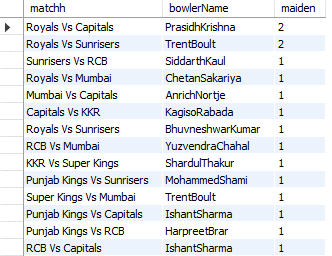 matchh bowlerName maiden
Royals Vs Capitals PrasidhKrishna 2
Royals Vs Sunrisers TrentBoult 2
Sunrisers Vs RCB SiddarthKaul 1
Royals Vs Mumbai ChetanSakariya 1
Mumbai Vs Capitals AnrichNortje 1
Capitals Vs KKR KagisoRabada 1
Royals Vs Sunrisers BhuvneshwarKumar 1
RCB Vs Mumbai YuzvendraChahal 1
KKR Vs Super Kings ShardulThakur 1
Punjab Kings Vs Sunrisers MohammedShami 1
Super Kings Vs Mumbai TrentBoult 1
Punjab Kings Vs Capitals IshantSharma 1
Punjab Kings Vs RCB HarpreetBrar 1
RCB Vs Capitals IshantSharma 1